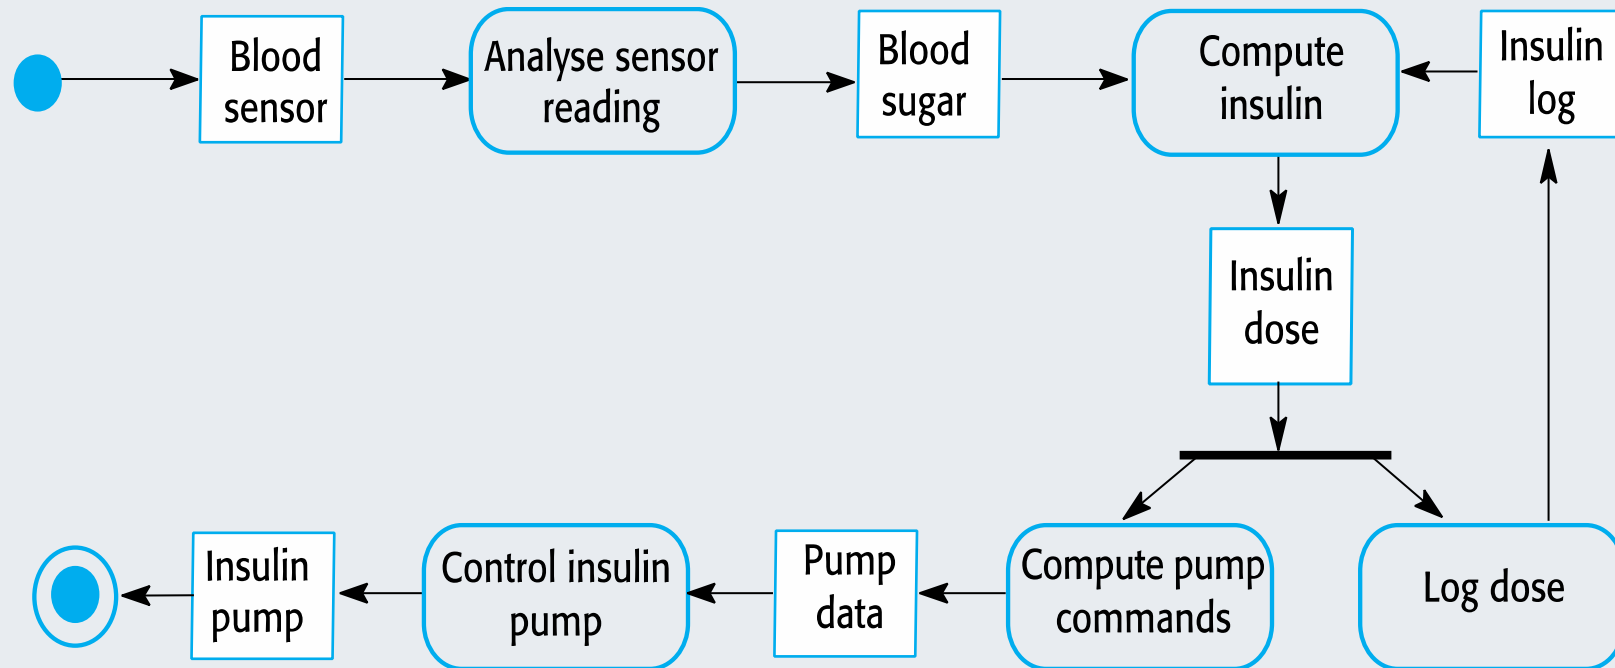 Blood
sensor
Analyse sensor
reading
Blood
sugar
Compute
insulin
Insulin
log
Insulin
dose
Insulin
pump
Control insulin
pump
Pump
data
Compute pump
commands
Log dose